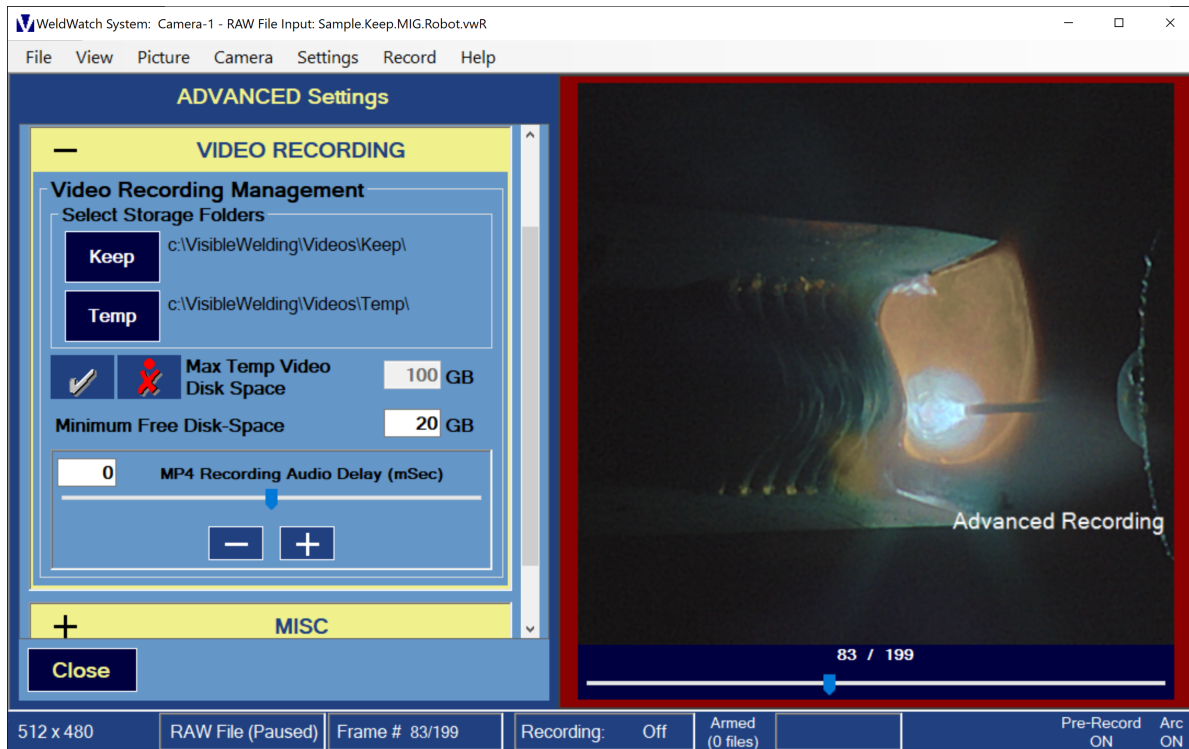 WeldWatch System: Camera-1 - RAW File Input: Sample.Keep.MIG.Robot.vwR
File View Picture Camera Settings Record Help
ADVANCED Settings
VIDEO RECORDING
Video Recording Management
Select Storage Folders
Keep c:\VisibleWelding\Videos\Keep\
Temp c:\VisibleWelding\Videos\Temp\
Max Temp Video
Disk Space
100 GB
Minimum Free Disk-Space 20 GB
0 MP4 Recording Audio Delay (mSec)
− +
+ MISC
Close
Advanced Recording
83 / 199
512 x 480 RAW File (Paused) Frame # 83/199 Recording: Off
Armed
(0 files)
Pre-Record
ON
Arc
ON